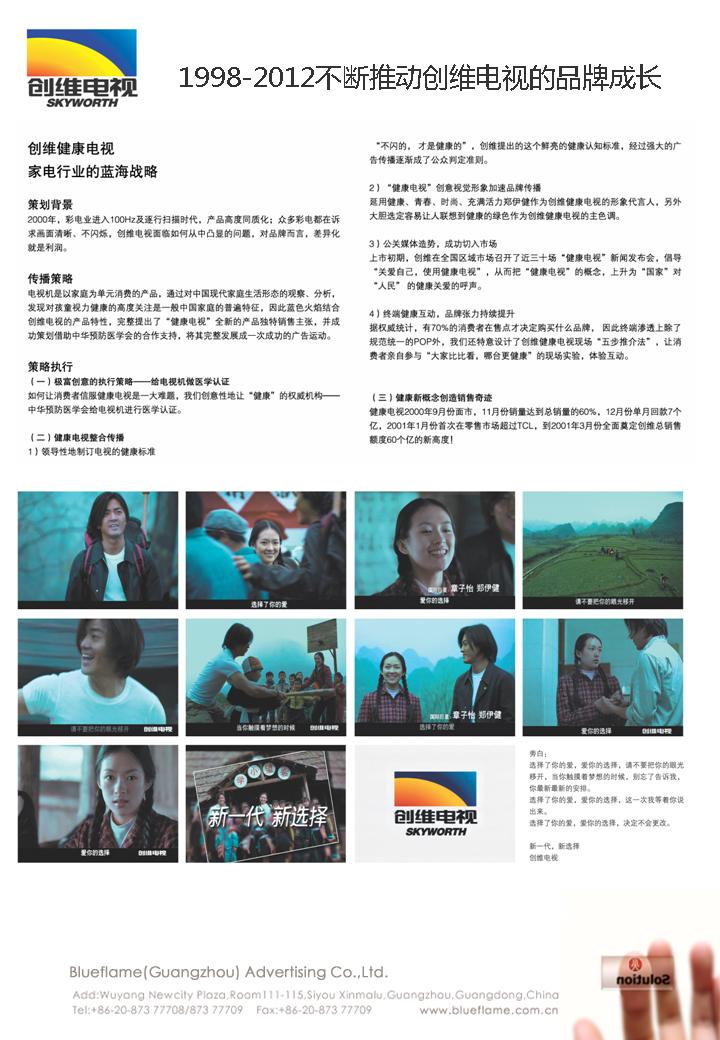 创维电视
SKYWORTH
1998-2012不断推动创维电视的品牌成长
创维健康电视
家电行业的蓝海战略
策划背景
2000年，彩电业进入100Hz及逐行扫描时代，产品高度同质化；众多彩电都在诉
求画面清晰、不闪烁，创维电视面临如何从中凸显的问题，对品牌而言，差异化
就是利润。
传播策略
电视机是以家庭为单元消费的产品，通过对中国现代家庭生活形态的观察、分析，
发现对孩童视力健康的高度关注是一般中国家庭的普遍特征，因此蓝色火焰结合
创维电视的产品特性，完整提出了“健康电视”全新的产品独特销售主张，并成
功策划借助中华预防医学会的合作支持，将其完整发展成一次成功的广告运动。
策略执行
（一）极富创意的执行策略——给电视机做医学认证
如何让消费者信服健康电视是一大难题，我们创意性地让“健康”的权威机构——
中华预防医学会给电视机进行医学认证。
（二）健康电视整合传播
1）领导性地制订电视的健康标准
“不闪的，才是健康的”，创维提出的这个鲜亮的健康认知标准，经过强大的广
告传播逐渐成了公众判定准则。
2）“健康电视”创意视觉形象加速品牌传播
延用健康、青春、时尚、充满活力郑伊健作为创维健康电视的形象代言人，另外
大胆选定容易让人联想到健康的绿色作为创维健康电视的主色调。
3）公关媒体造势，成功切入市场
上市初期，创维在全国区域市场召开了近三十场“健康电视”新闻发布会，倡导
“关爱自己，使用健康电视”，从而把“健康电视”的概念，上升为“国家”对
“人民” 的健康关爱的呼声。
4）终端健康互动，品牌张力持续提升
据权威统计，有70%的消费者在售点才决定购买什么品牌， 因此终端渗透上除了
规范统一的POP外，我们还特意设计了创维健康电视现场“五步推介法”，让消
费者亲自参与“大家比比看，哪台更健康”的现场实验，体验互动。
（三）健康新概念创造销售奇迹
健康电视2000年9月份面市，11月份销量达到总销量的60%，12月份单月回款7个
亿，2001年1月份首次在零售市场超过TCL，到2001年3月份全面奠定创维总销售
额度60个亿的新高度！
选择了你的爱
国际巨星：章子怡 郑伊健
爱你的选择
请不要把你的眼光移开
请不要把你的眼光移开 创维电视
当你触摸着梦想的时候 创维电视
国际巨星：章子怡 郑伊健
选择了你的爱
爱你的选择 创维电视
爱你的选择 创维电视
新一代 新选择
创维电视
SKYWORTH
旁白：
选择了你的爱，爱你的选择，请不要把你的眼光
移开，当你触摸着梦想的时候，别忘了告诉我，
你最新最新的安排。
选择了你的爱，爱你的选择，这一次我等着你说
出来。
选择了你的爱，爱你的选择，决定不会更改。
新一代，新选择
创维电视
Blueflame(Guangzhou) Advertising Co.,Ltd.
Add:Wuyang Newcity Plaza,Room111-115,Siyou Xinmalu,Guangzhou,Guangdong,China
Tel:+86-20-873 77708/873 77709 Fax:+86-20-873 77709 www.blueflame.com.cn
Solution